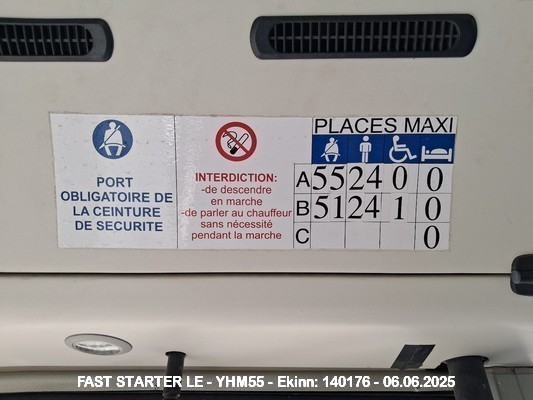 PORT
OBLIGATOIRE DE
LA CEINTURE
DE SECURITE
INTERDICTION:
-de descendre
en marche
-de parler au chauffeur
sans nécessité
pendant la marche
PLACES MAXI
A 55 24 0 0
B 51 24 1 0
C 0
FAST STARTER LE - YHM55 - Ekinn: 140176 - 06.06.2025